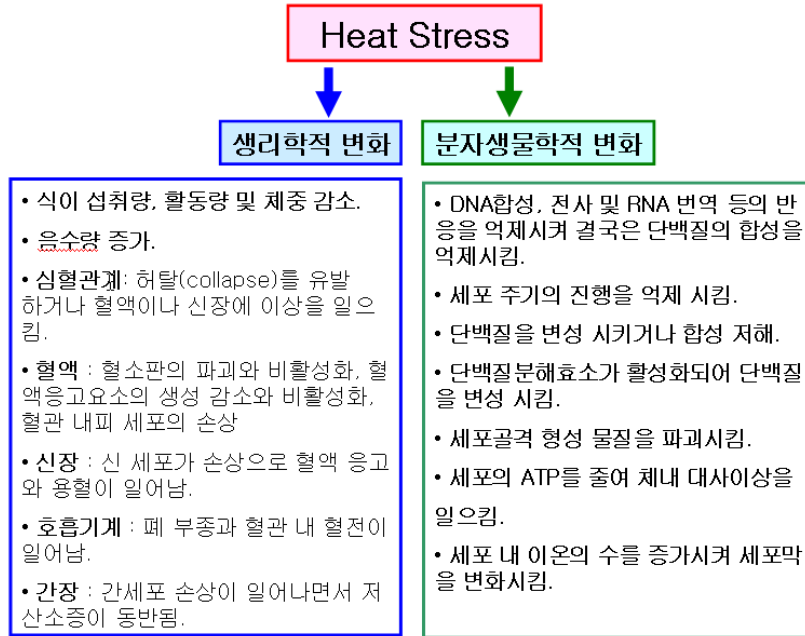 Heat Stress
생리학적 변화
• 식이 섭취량, 활동량 및 체중 감소.
• 음수량 증가.
• 심혈관계: 허탈(collapse)를 유발
하거나 혈액이나 신장에 이상을 일으
킴.
• 혈액 : 혈소판의 파괴와 비활성화, 혈
액응고요소의 생성 감소와 비활성화,
혈관 내피 세포의 손상
• 신장 : 신 세포가 손상으로 혈액 응고
와 용혈이 일어남.
• 호흡기계 : 폐 부종과 혈관 내 혈전이
일어남.
• 간장 : 간세포 손상이 일어나면서 저
산소증이 동반됨.
분자생물학적 변화
• DNA합성, 전사 및 RNA 번역 등의 반
응을 억제시켜 결국은 단백질의 합성을
억제시킴.
• 세포 주기의 진행을 억제 시킴.
• 단백질을 변성 시키거나 합성 저해.
• 단백질분해효소가 활성화되어 단백질
을 변성 시킴.
• 세포골격 형성 물질을 파괴시킴.
• 세포의 ATP를 줄여 체내 대사이상을
일으킴.
• 세포 내 이온의 수를 증가시켜 세포막
을 변화시킴.